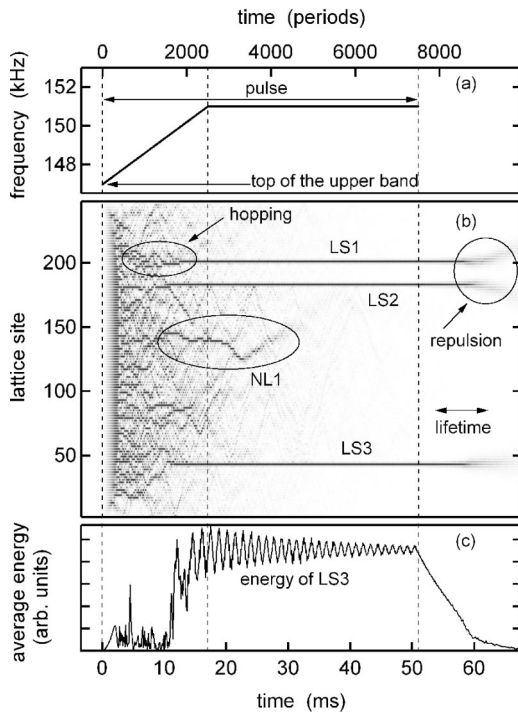 time (periods)
0 2000 4000 6000 8000
frequency (kHz)
152
150
148
pulse
(a)
top of the upper band
(b)
hopping
LS1
LS2
repulsion
NL1
lifetime
LS3
lattice site
200
150
100
50
(c)
energy of LS3
average energy
(arb. units)
0 10 20 30 40 50 60
time (ms)